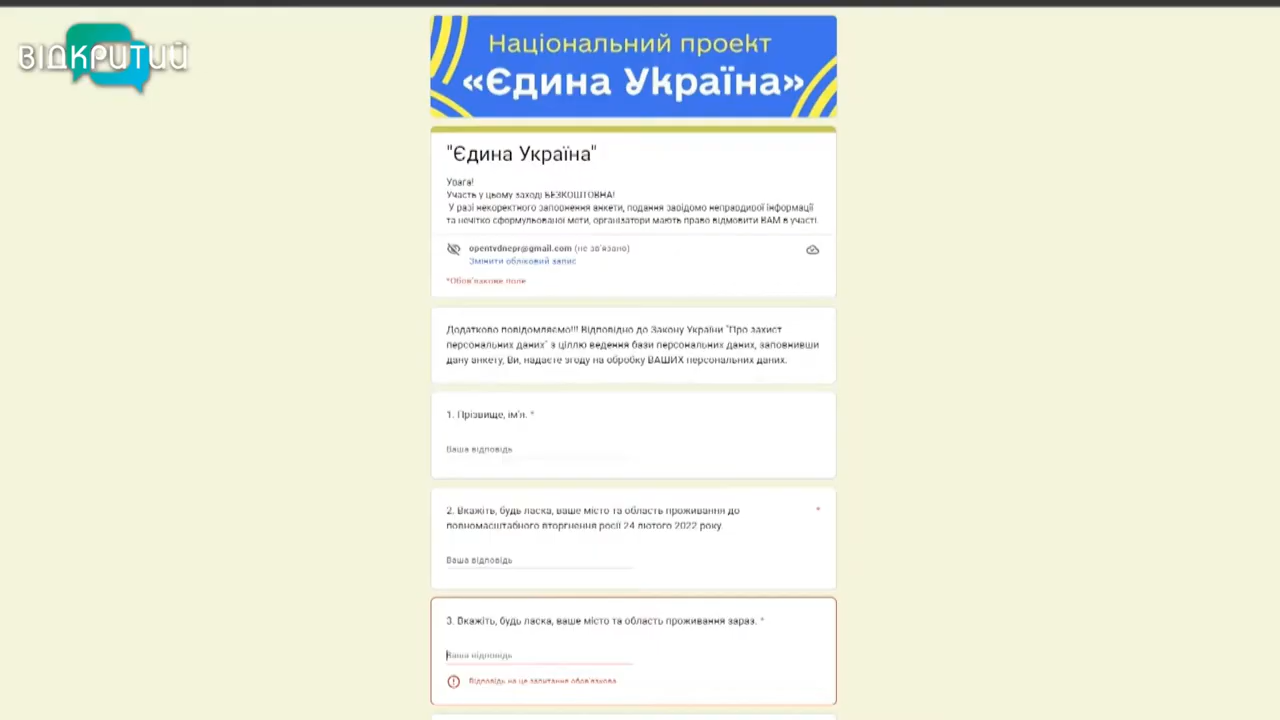 ВІДКРИТИЙ
Національний проект
«Єдина Україна»
"Єдина Україна"
Увага!
Участь у цьому заході БЕЗКОШТОВНА!
У разі некоректного заповнення анкети, подання завідомо неправдивої інформації
та нечітко сформульованої мети, організатори мають право відмовити ВАМ в участі.
opentvdnepr@gmail.com (не зв'язано)
Змінити обліковий запис
*Обов'язкове поле
Додатково повідомляємо!!! Відповідно до Закону України "Про захист
персональних даних" з ціллю ведення бази персональних даних, заповнивши
дану анкету, Ви, надаєте згоду на обробку ВАШИХ персональних даних.
1. Прізвище, ім'я. *
Ваша відповідь
2. Вкажіть, будь ласка, ваше місто та область проживання до *
повномасштабного вторгнення росії 24 лютого 2022 року.
Ваша відповідь
3. Вкажіть, будь ласка, ваше місто та область проживання зараз. *
Ваша відповідь
Відповідь на це запитання обов'язкова.